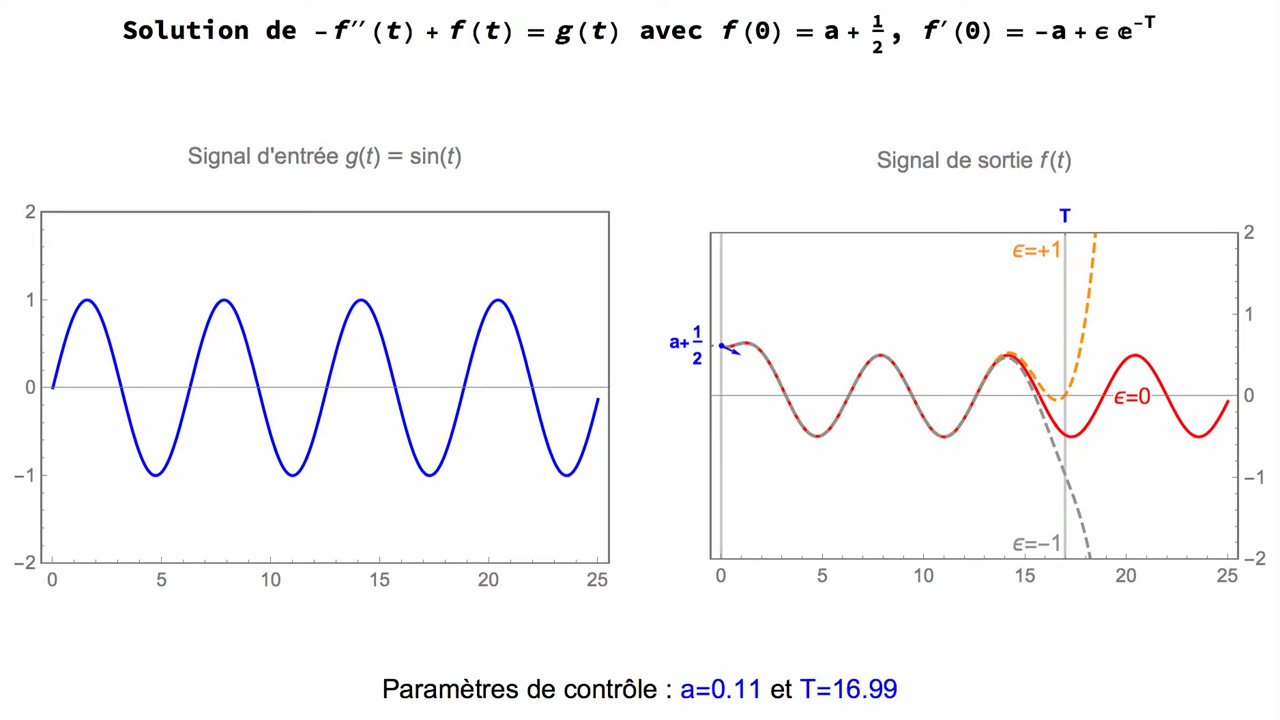 Solution de −f′′(t) + f(t) = g(t) avec f(0) = a + 1/2, f′(0) = −a + ϵ e^−T
Signal d'entrée g(t) = sin(t)
Signal de sortie f(t)
2
1
0
−1
−2
0 5 10 15 20 25
T
ϵ=+1
a+1/2
ϵ=0
ϵ=−1
2
1
0
−1
−2
0 5 10 15 20 25
Paramètres de contrôle : a=0.11 et T=16.99